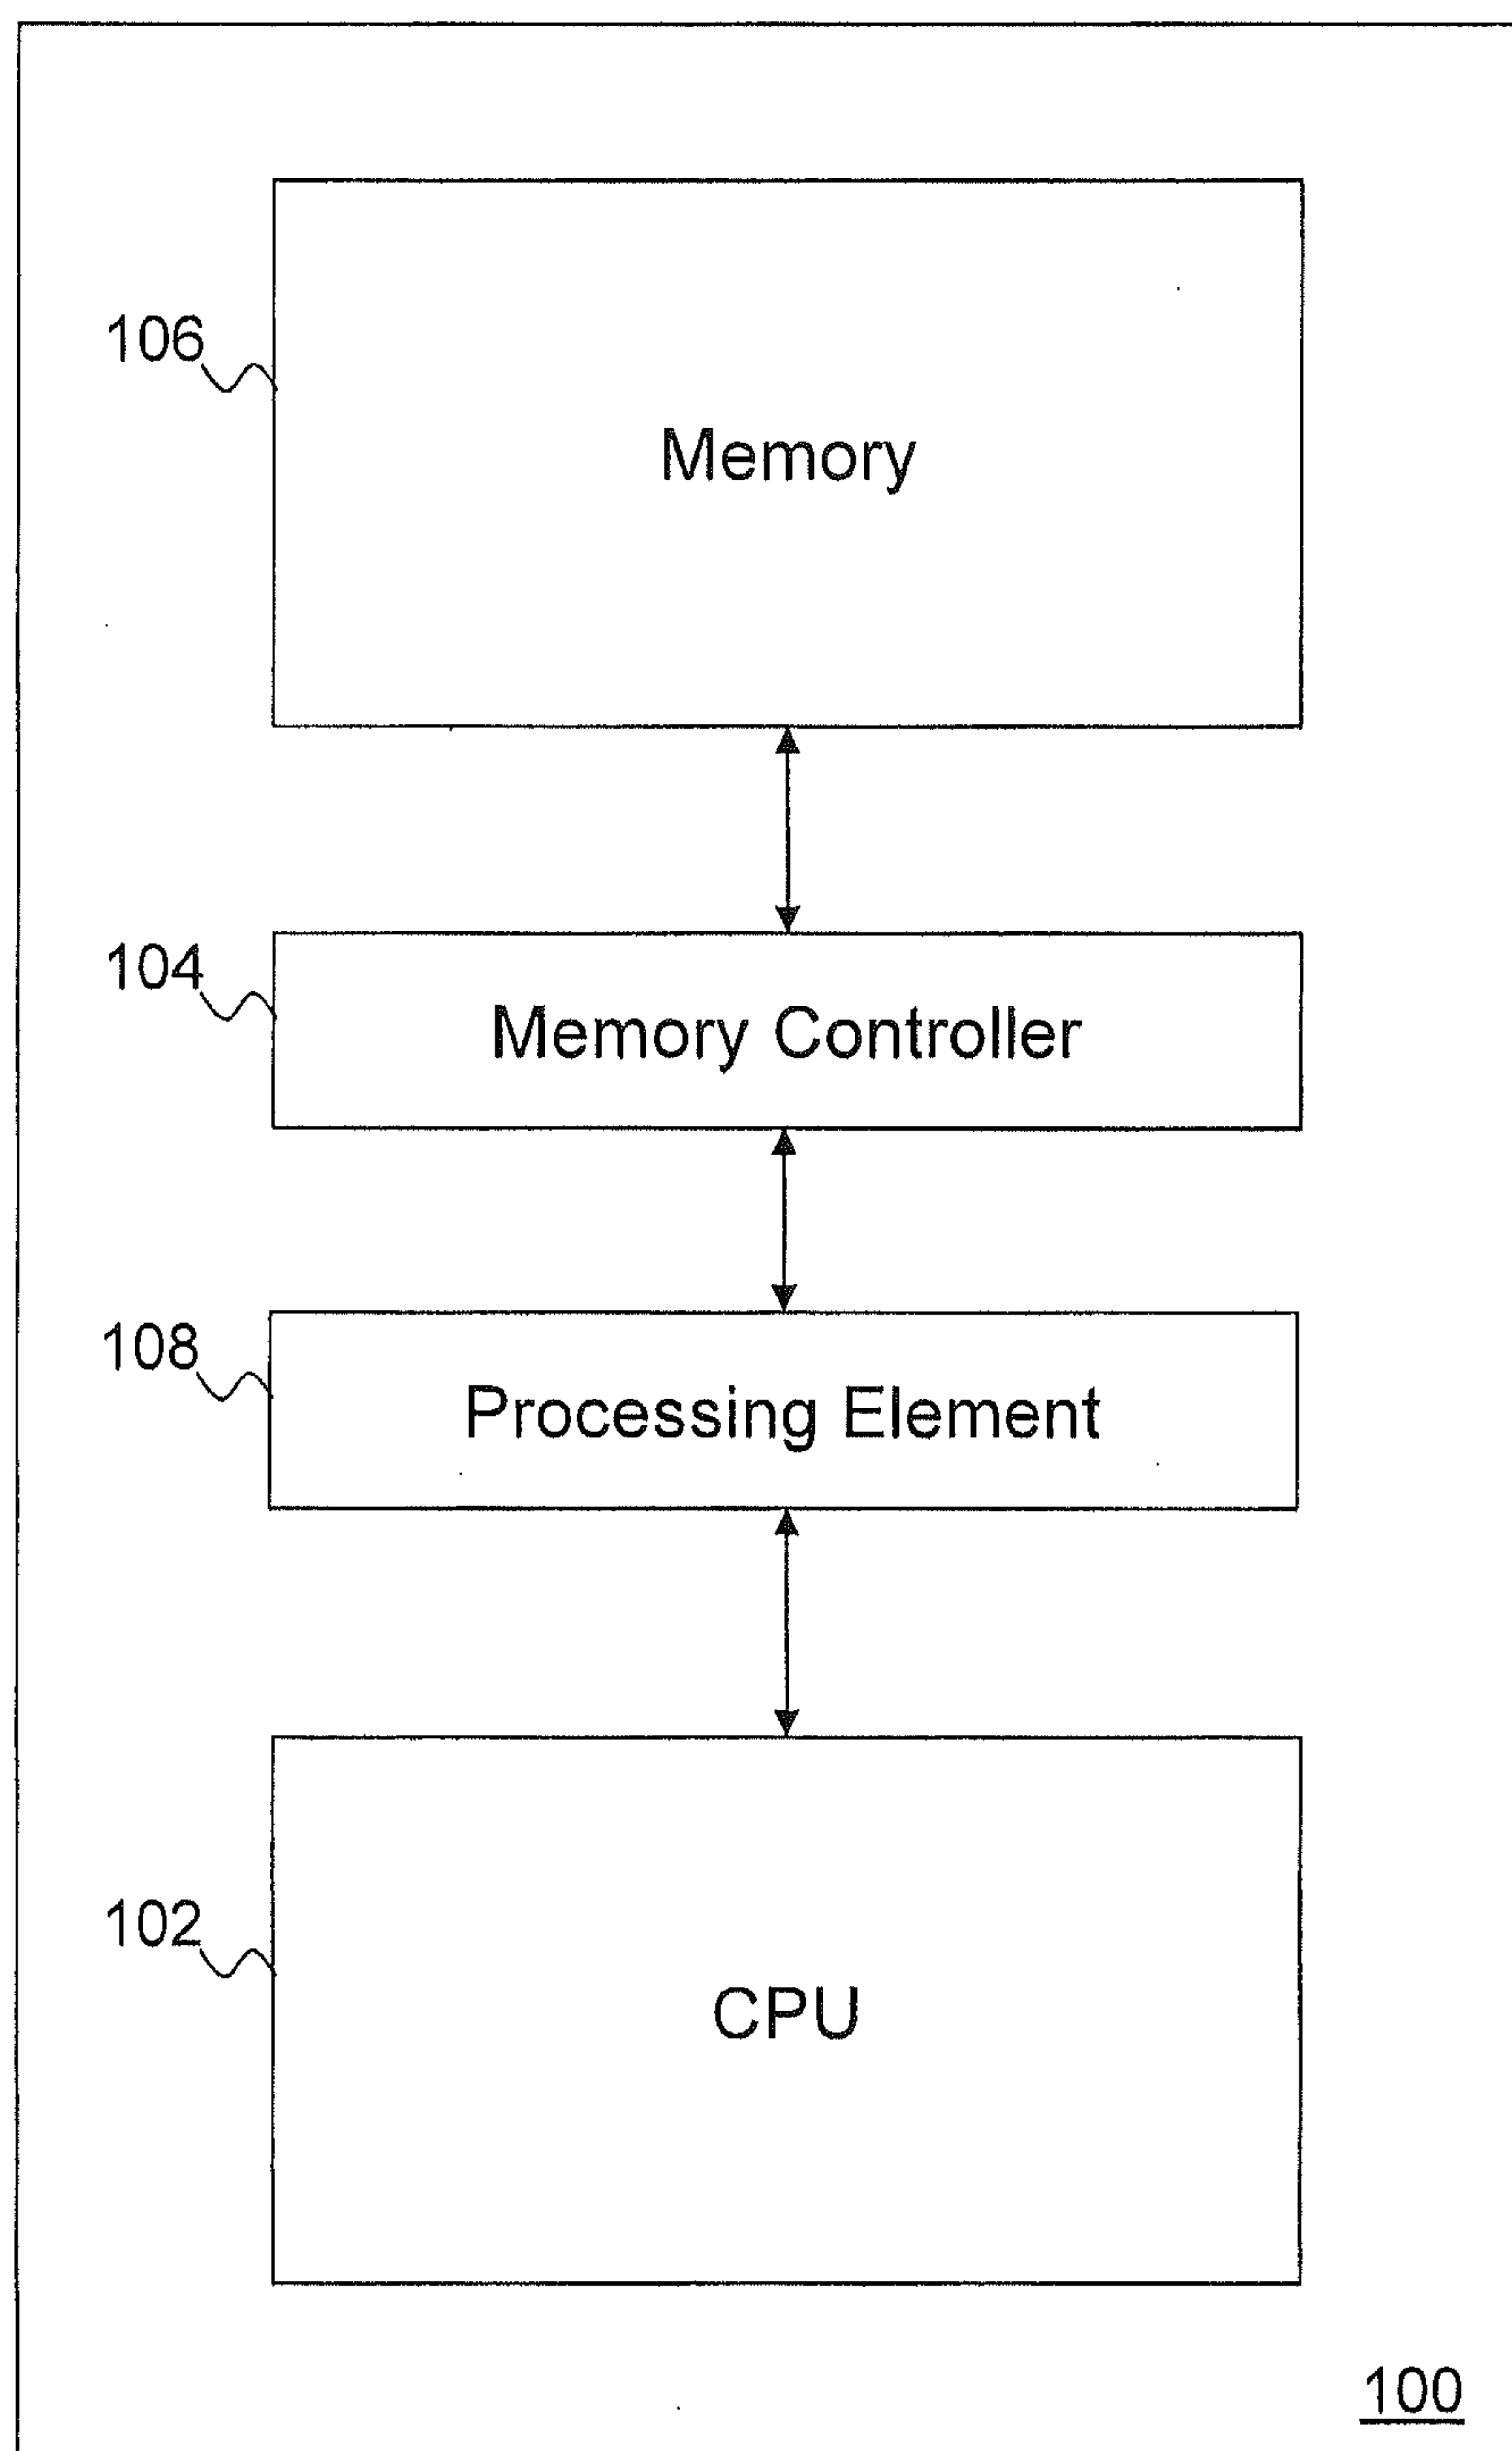 106
Memory
104
Memory Controller
108
Processing Element
102
CPU
100